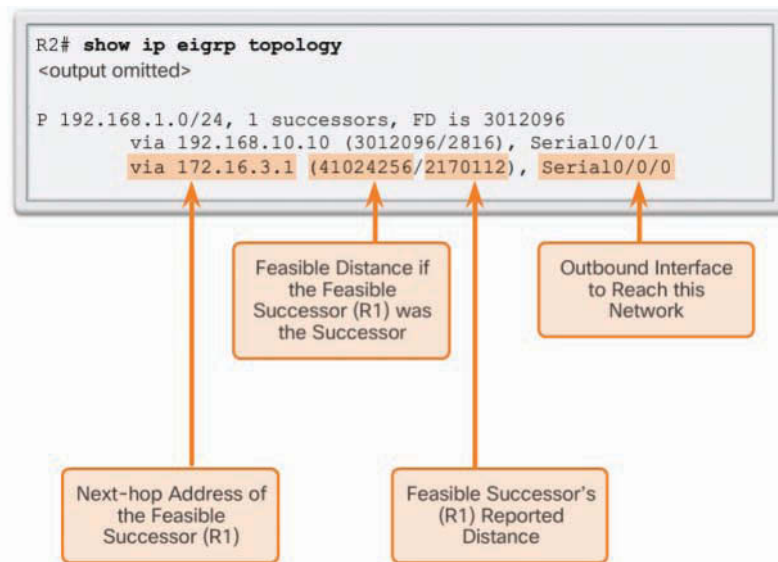 R2# show ip eigrp topology
<output omitted>
P 192.168.1.0/24, 1 successors, FD is 3012096
via 192.168.10.10 (3012096/2816), Serial0/0/1
via 172.16.3.1 (41024256/2170112), Serial0/0/0
Feasible Distance if
the Feasible
Successor (R1) was
the Successor
Outbound Interface
to Reach this
Network
Next-hop Address of
the Feasible
Successor (R1)
Feasible Successor's
(R1) Reported
Distance